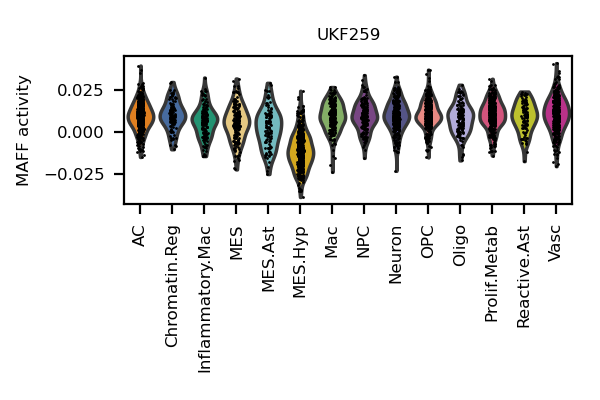 UKF259
MAFF activity
0.025
0.000
−0.025
AC
Chromatin.Reg
Inflammatory.Mac
MES
MES.Ast
MES.Hyp
Mac
NPC
Neuron
OPC
Oligo
Prolif.Metab
Reactive.Ast
Vasc